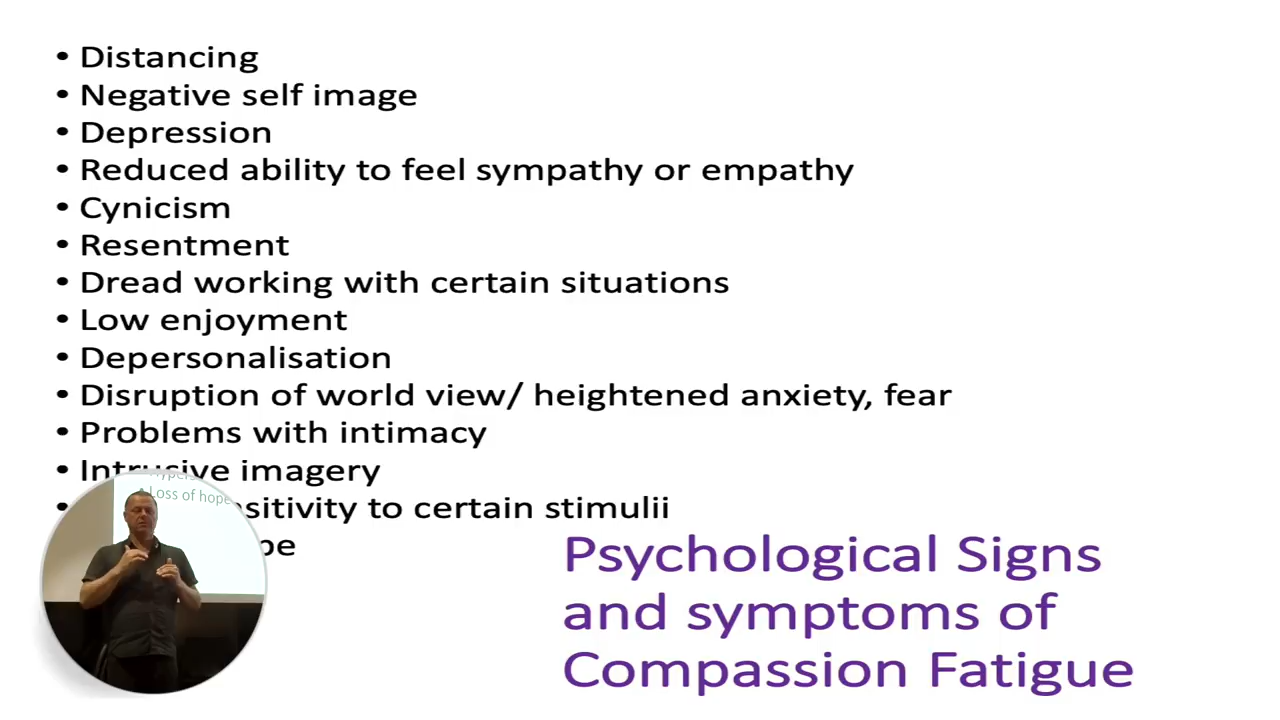 • Distancing
• Negative self image
• Depression
• Reduced ability to feel sympathy or empathy
• Cynicism
• Resentment
• Dread working with certain situations
• Low enjoyment
• Depersonalisation
• Disruption of world view/ heightened anxiety, fear
• Problems with intimacy
• Intrusive imagery
• sitivity to certain stimulii
pe
Loss of hope
Psychological Signs
and symptoms of
Compassion Fatigue